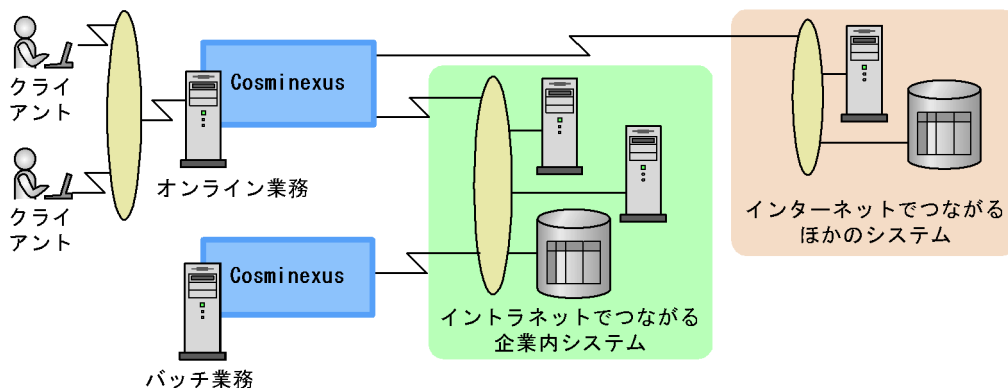 クライ
アント
クライ
アント
Cosminexus
オンライン業務
Cosminexus
バッチ業務
イントラネットでつながる
企業内システム
インターネットでつながる
ほかのシステム